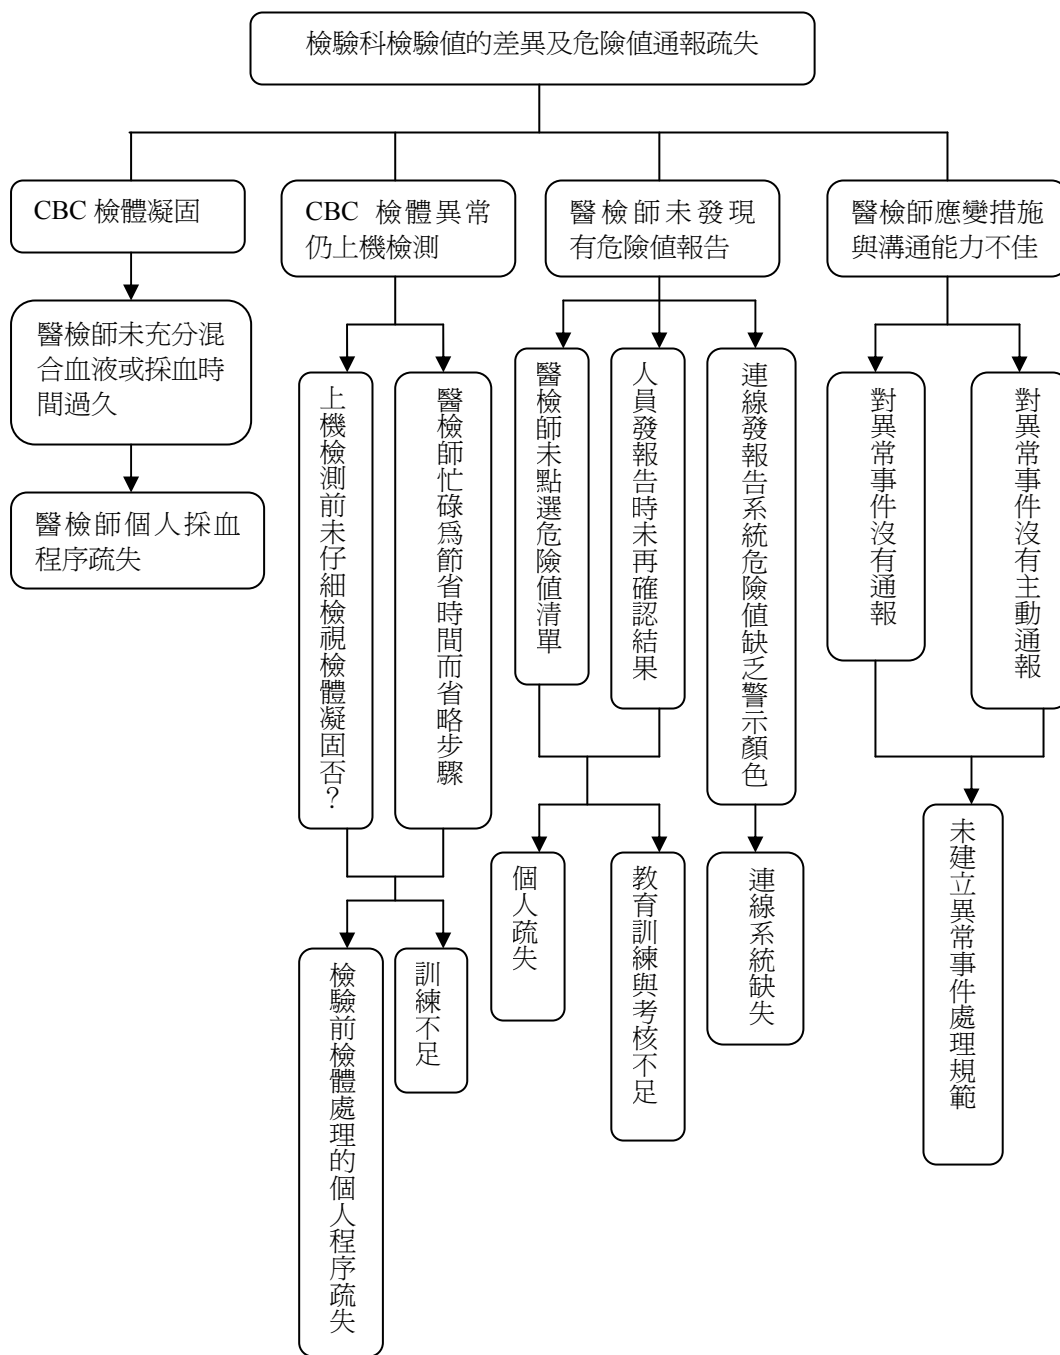 檢驗科檢驗值的差異及危險值通報疏失
CBC 檢體凝固
CBC 檢體異常
仍上機檢測
醫檢師未發現
有危險值報告
醫檢師應變措施
與溝通能力不佳
醫檢師未充分混
合血液或採血時
間過久
醫檢師個人採血
程序疏失
上機檢測前未仔細檢視檢體凝固否？
醫檢師忙碌爲節省時間而省略步驟
醫檢師未點選危險值清單
人員發報告時未再確認結果
連線發報告系統危險值缺乏警示顏色
對異常事件沒有通報
對異常事件沒有主動通報
檢驗前檢體處理的個人程序疏失
訓練不足
個人疏失
教育訓練與考核不足
連線系統缺失
未建立異常事件處理規範